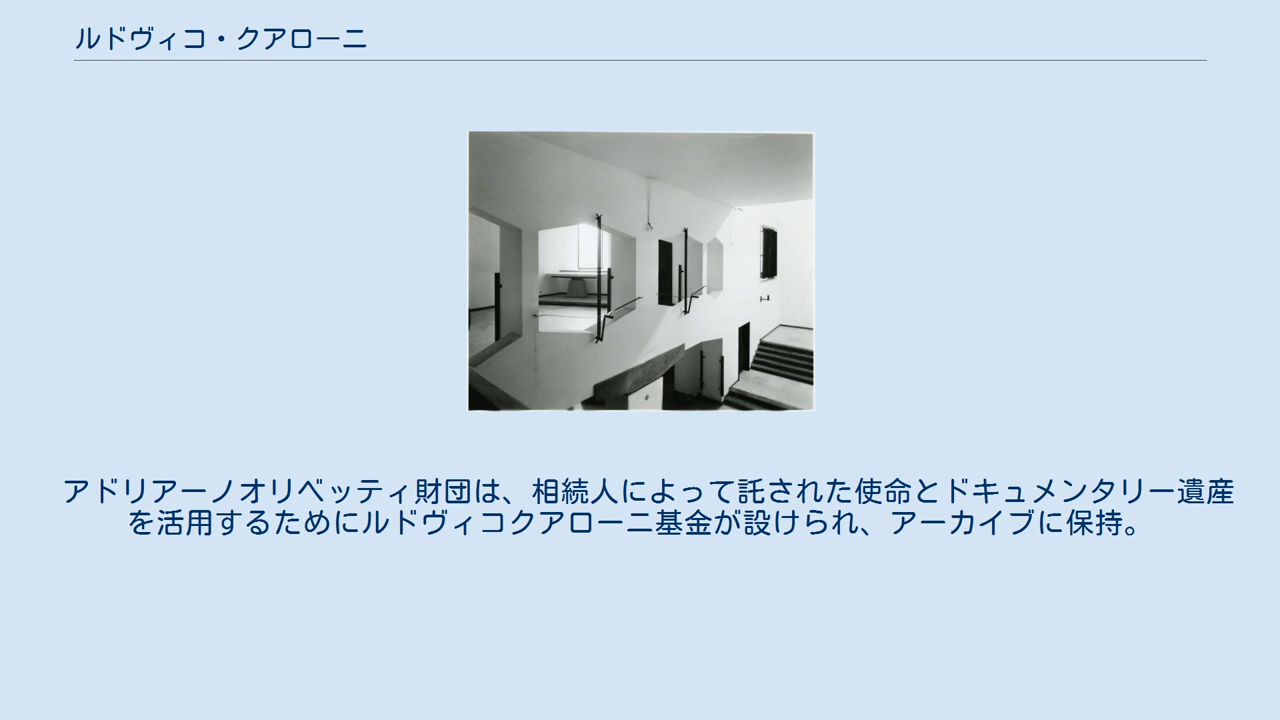 ルドヴィコ・クアローニ
アドリアーノオリベッティ財団は、相続人によって託された使命とドキュメンタリー遺産
を活用するためにルドヴィコクアローニ基金が設けられ、アーカイブに保持。